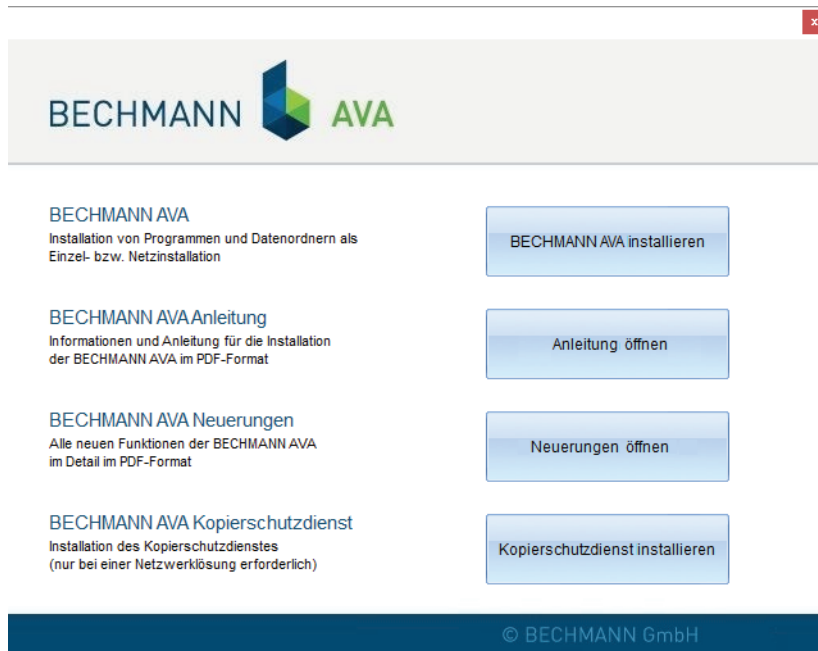 x
BECHMANN AVA
BECHMANN AVA
Installation von Programmen und Datenordnern als
Einzel- bzw. Netzinstallation
BECHMANN AVA installieren
BECHMANN AVA Anleitung
Informationen und Anleitung für die Installation
der BECHMANN AVA im PDF-Format
Anleitung öffnen
BECHMANN AVA Neuerungen
Alle neuen Funktionen der BECHMANN AVA
im Detail im PDF-Format
Neuerungen öffnen
BECHMANN AVA Kopierschutzdienst
Installation des Kopierschutzdienstes
(nur bei einer Netzwerklösung erforderlich)
Kopierschutzdienst installieren
© BECHMANN GmbH